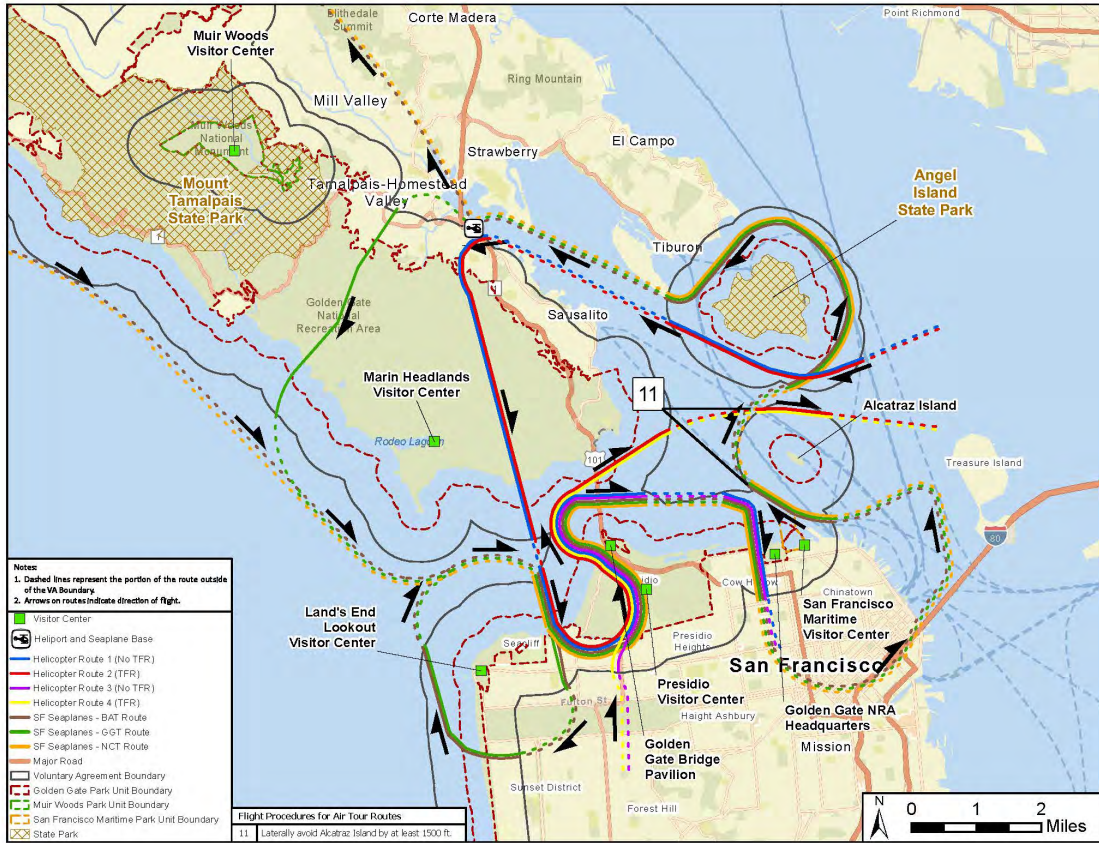 Blithedale
Summit
Corte Madera
Point Richmond
Muir Woods
Visitor Center
Ring Mountain
Mill Valley
Muir Woods
National
Monument
Strawberry
El Campo
Mount
Tamalpais
State Park
Tamalpais-Homestead
Valley
Angel
Island
State Park
Tiburon
Golden Gate
National
Recreation Area
Sausalito
Marin Headlands
Visitor Center
11
Alcatraz Island
Rodeo Lagoon
101
Treasure Island
80
Cow Hollow
Chinatown
Land's End
Lookout
Visitor Center
San Francisco
Maritime
Visitor Center
Seacliff
Presidio
Heights
San Francisco
Presidio
Visitor Center
Fulton St
Golden Gate NRA
Headquarters
Haight Ashbury
Mission
Golden
Gate Bridge
Pavilion
Sunset District
Forest Hill
Notes:
1. Dashed lines represent the portion of the route outside
of the VA Boundary.
2. Arrows on routes indicate direction of flight.
Visitor Center
Heliport and Seaplane Base
Helicopter Route 1 (No TFR)
Helicopter Route 2 (TFR)
Helicopter Route 3 (No TFR)
Helicopter Route 4 (TFR)
SF Seaplanes - BAT Route
SF Seaplanes - GGT Route
SF Seaplanes - NCT Route
Major Road
Voluntary Agreement Boundary
Golden Gate Park Unit Boundary
Muir Woods Park Unit Boundary
San Francisco Maritime Park Unit Boundary
State Park
Flight Procedures for Air Tour Routes
11 Laterally avoid Alcatraz Island by at least 1500 ft.
N
0 1 2
Miles